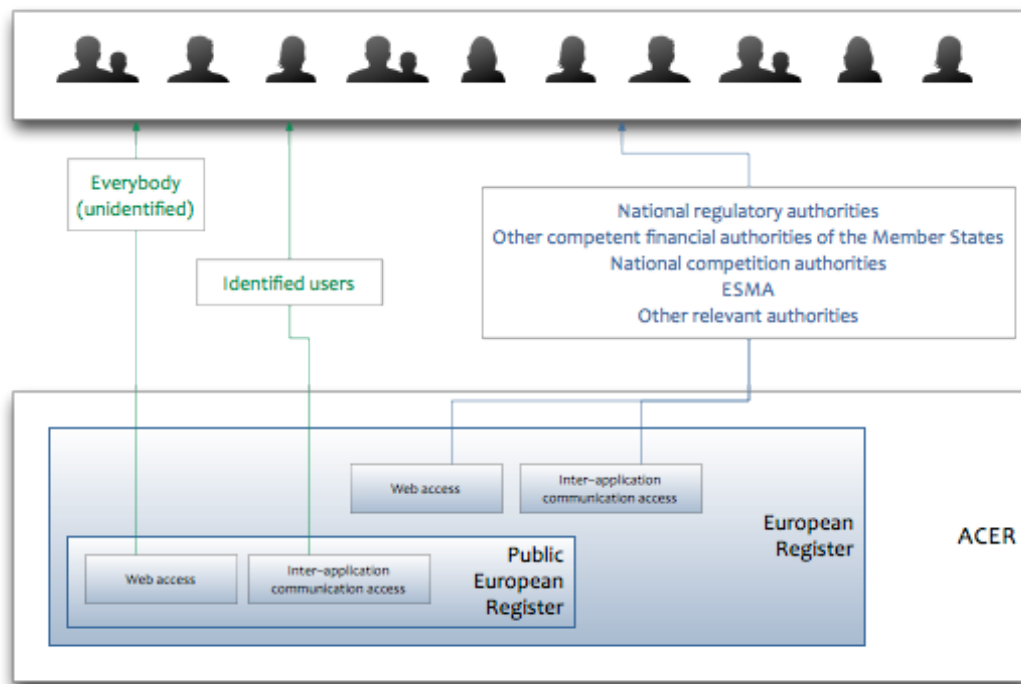 Everybody
(unidentified)
Identified users
National regulatory authorities
Other competent financial authorities of the Member States
National competition authorities
ESMA
Other relevant authorities
Web access
Inter-application
communication access
European
Register
ACER
Web access
Inter-application
communication access
Public
European
Register